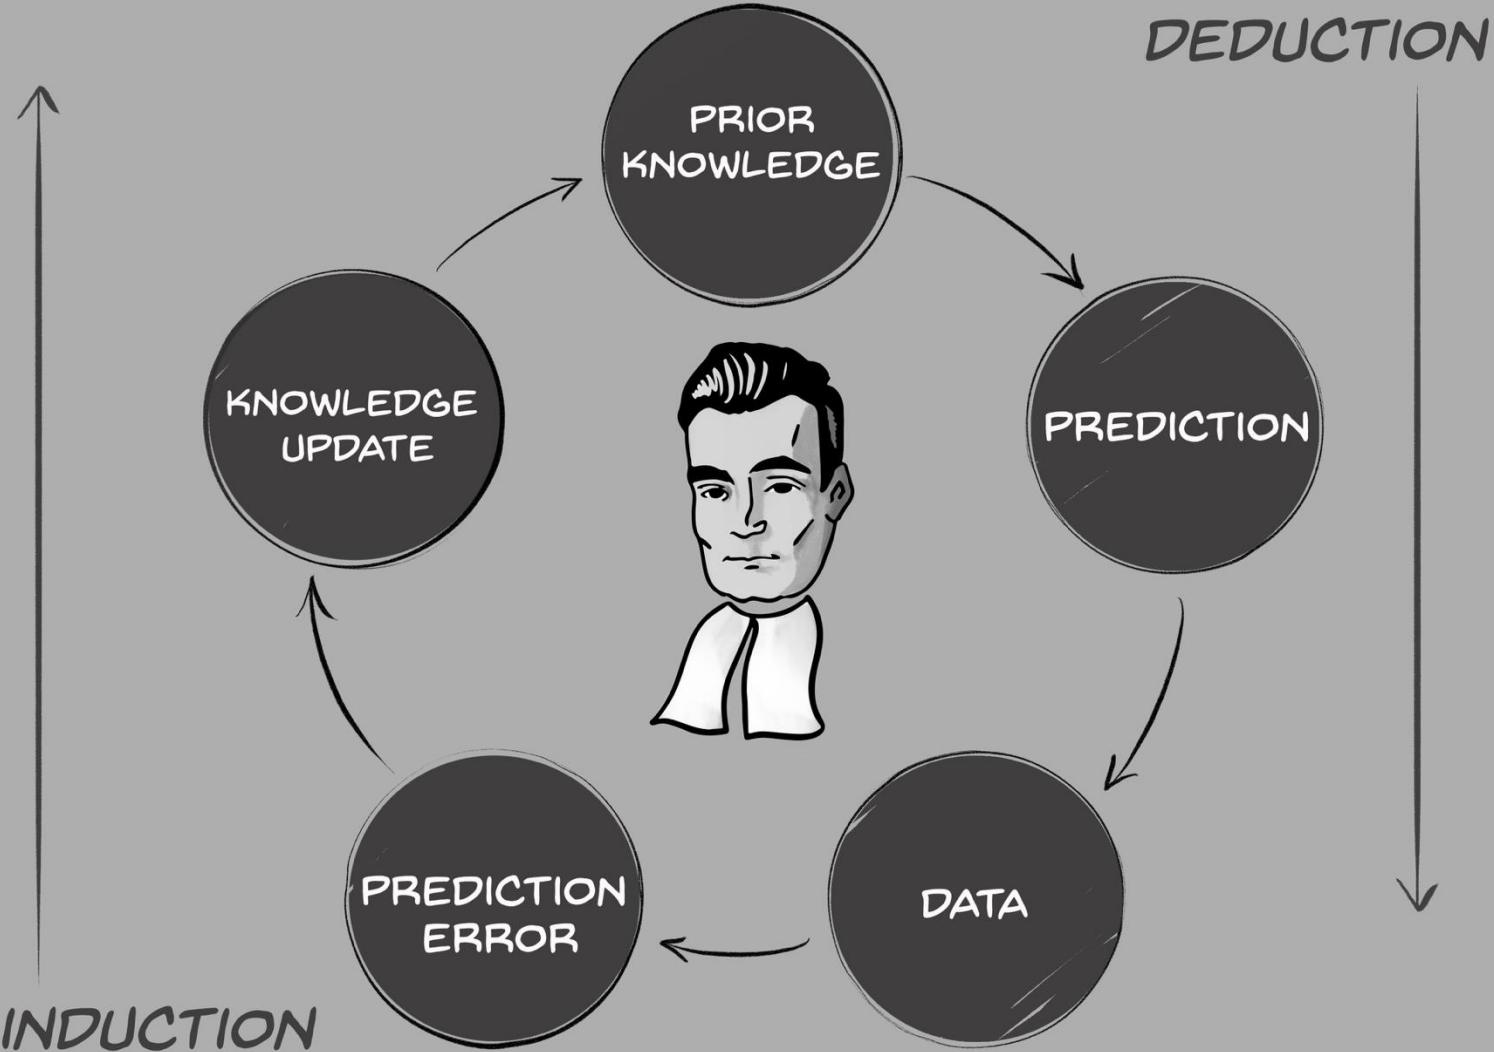 DEDUCTION
PRIOR
KNOWLEDGE
PREDICTION
DATA
PREDICTION
ERROR
KNOWLEDGE
UPDATE
INDUCTION